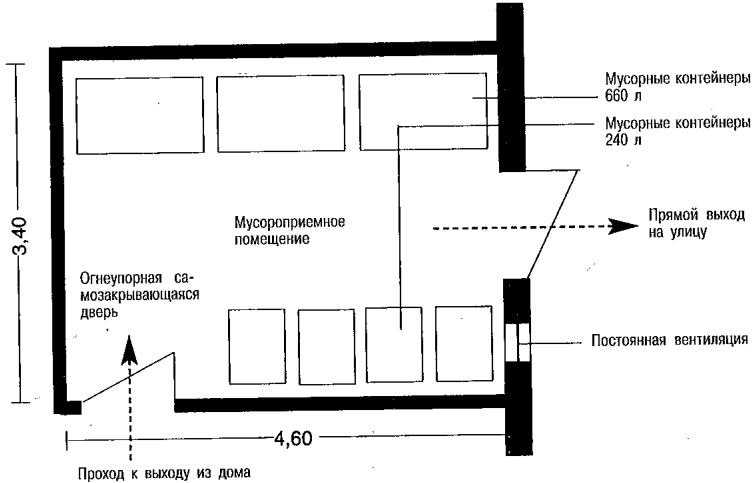 Мусорные контейнеры
660 л
Мусорные контейнеры
240 л
Мусороприемное
помещение
Прямой выход
на улицу
3,40
Огнеупорная са-
мозакрывающаяся
дверь
Постоянная вентиляция
4,60
Проход к выходу из дома